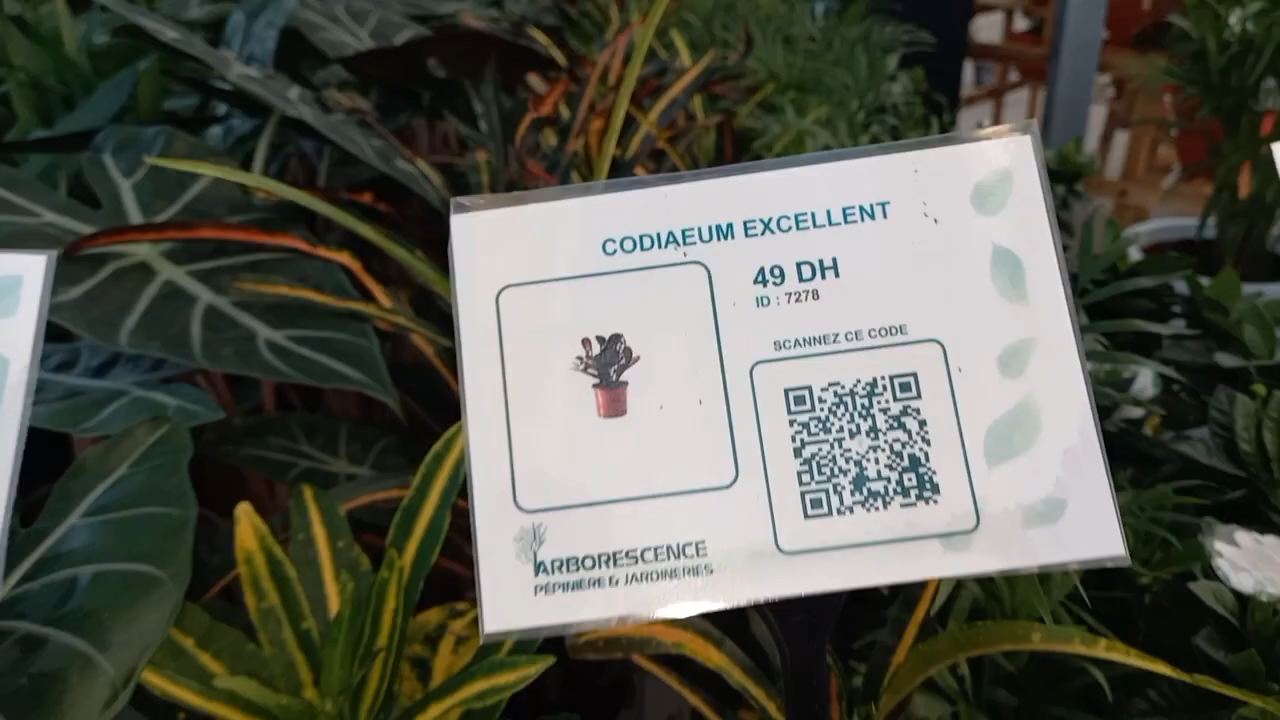 CODIAEUM EXCELLENT
49 DH
ID : 7278
SCANNEZ CE CODE
ARBORESCENCE
PÉPINIÈRE & JARDINERIES